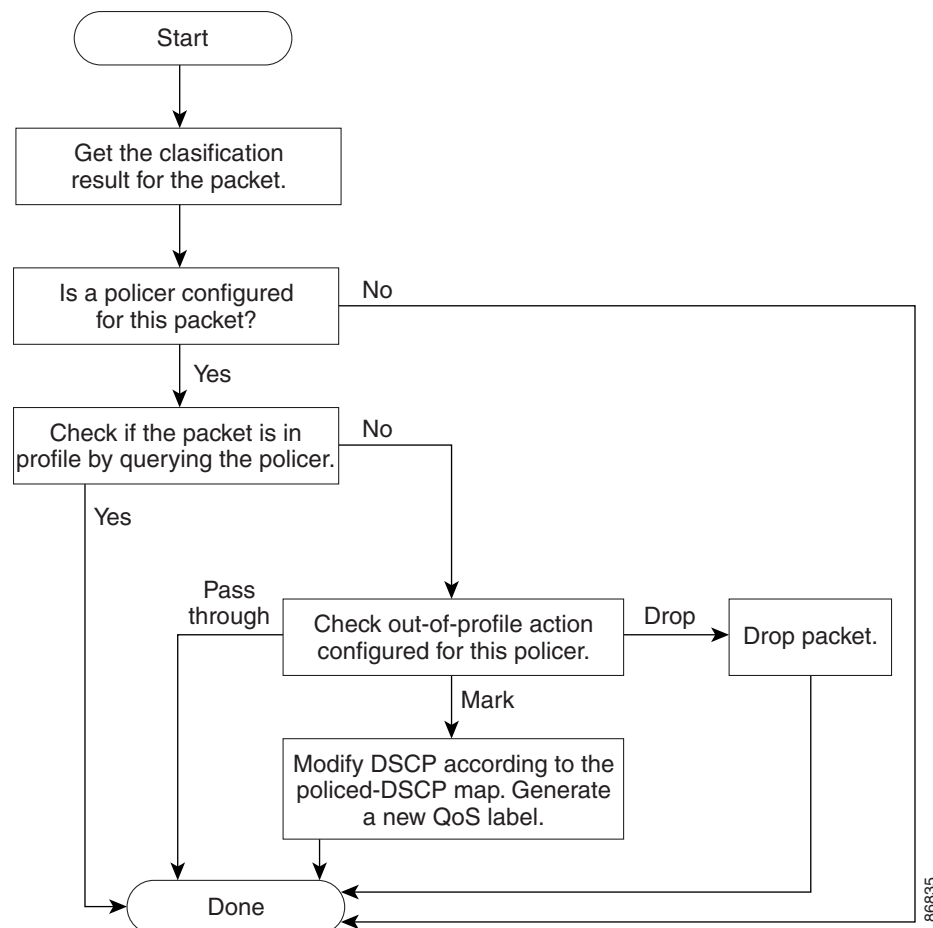 Start
Get the clasification
result for the packet.
Is a policer configured
for this packet?
No
Yes
Check if the packet is in
profile by querying the policer.
No
Yes
Pass
through
Check out-of-profile action
configured for this policer.
Drop
Drop packet.
Mark
Modify DSCP according to the
policed-DSCP map. Generate
a new QoS label.
Done
86835